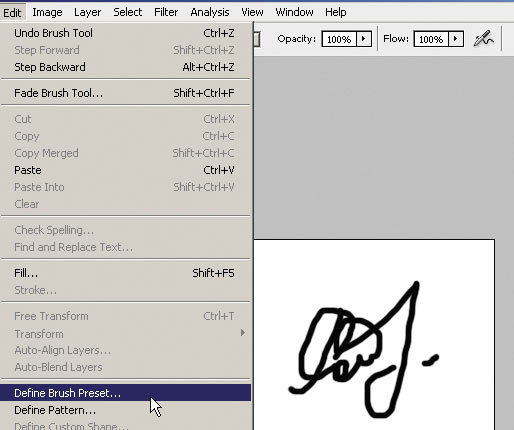 Edit Image Layer Select Filter Analysis View Window Help
Opacity: 100% Flow: 100%
Undo Brush Tool Ctrl+Z
Step Forward Shift+Ctrl+Z
Step Backward Alt+Ctrl+Z
Fade Brush Tool... Shift+Ctrl+F
Cut Ctrl+X
Copy Ctrl+C
Copy Merged Shift+Ctrl+C
Paste Ctrl+V
Paste Into Shift+Ctrl+V
Clear
Check Spelling...
Find and Replace Text...
Fill... Shift+F5
Stroke...
Free Transform Ctrl+T
Transform
Auto-Align Layers...
Auto-Blend Layers
Define Brush Preset...
Define Pattern...
Define Custom Shape...